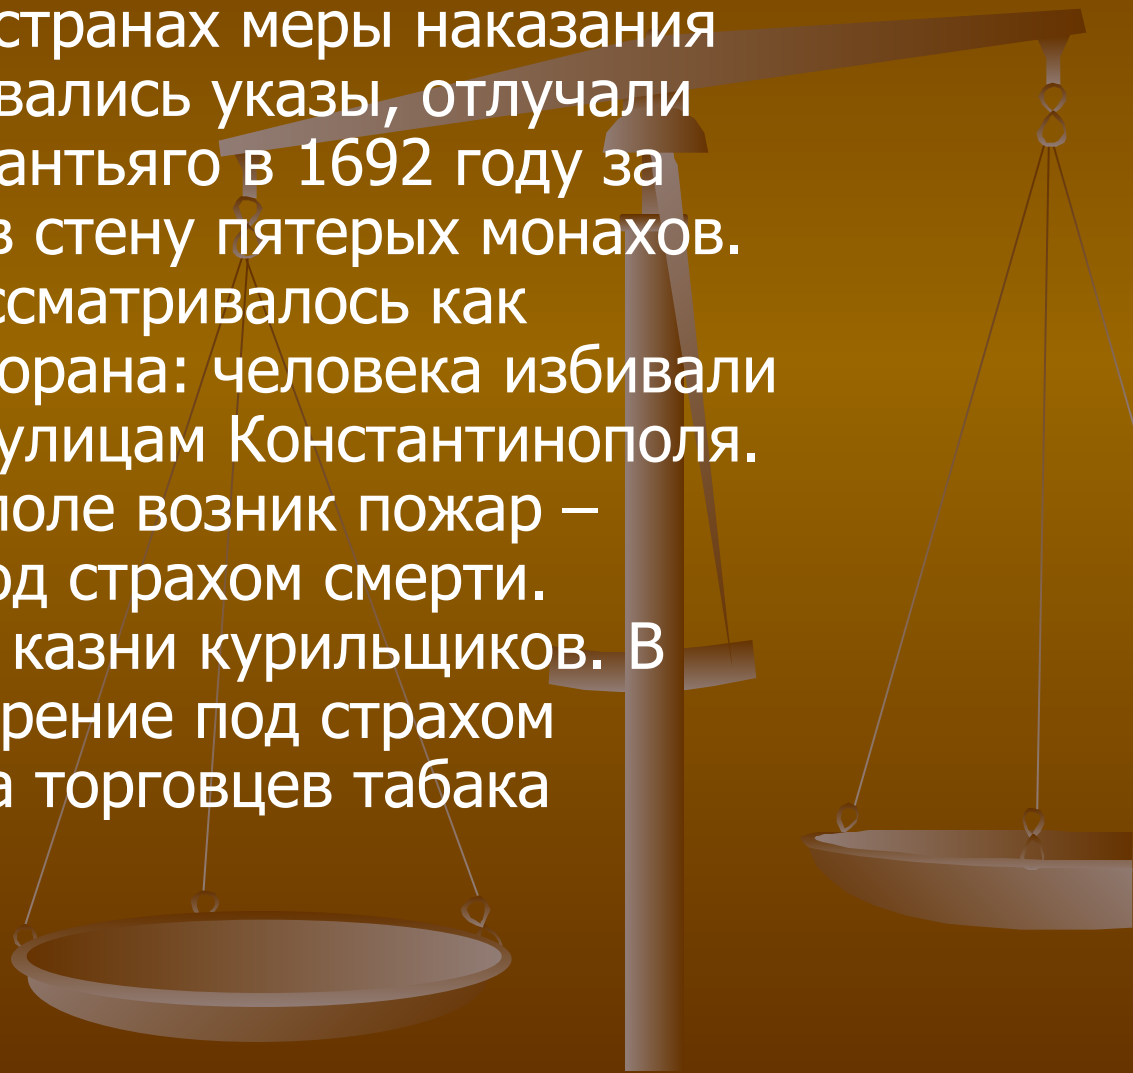 странах меры наказания
вались указы, отлучали
антьяго в 1692 году за
в стену пятерых монахов.
ссматривалось как
орана: человека избивали
улицам Константинополя.
поле возник пожар –
од страхом смерти.
казни курильщиков. В
рение под страхом
а торговцев табака